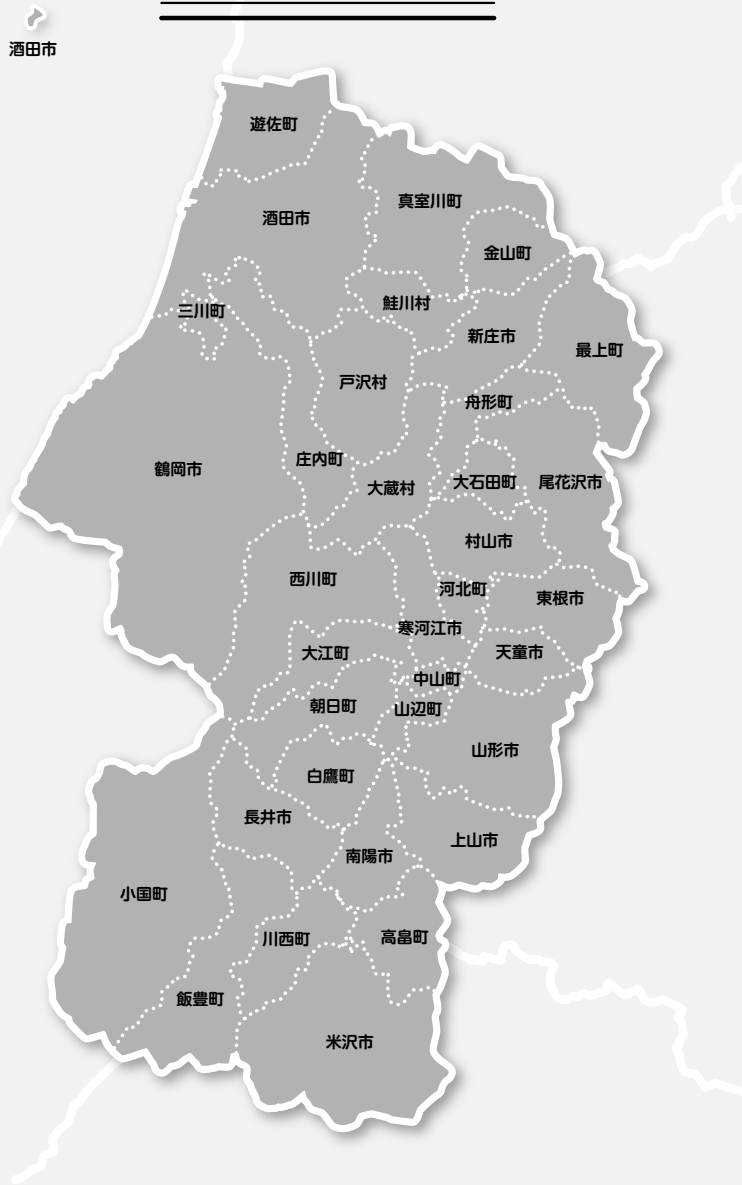 酒田市
遊佐町
真室川町
酒田市
金山町
鮭川村
三川町
新庄市
最上町
戸沢村
舟形町
庄内町
鶴岡市
大蔵村
大石田町
尾花沢市
村山市
西川町
河北町
東根市
寒河江市
大江町
天童市
中山町
朝日町
山辺町
山形市
白鷹町
長井市
上山市
南陽市
小国町
川西町
高畠町
飯豊町
米沢市